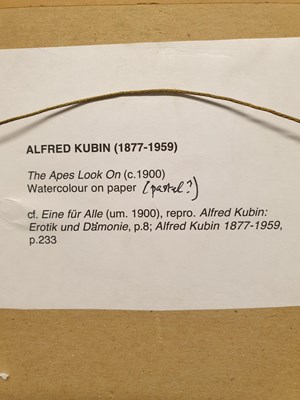 ALFRED KUBIN (1877-1959)
The Apes Look On (c.1900)
Watercolour on paper (pastel?)
cf. Eine für Alle (um. 1900), repro. Alfred Kubin:
Erotik und Dämonie, p.8; Alfred Kubin 1877-1959,
p.233